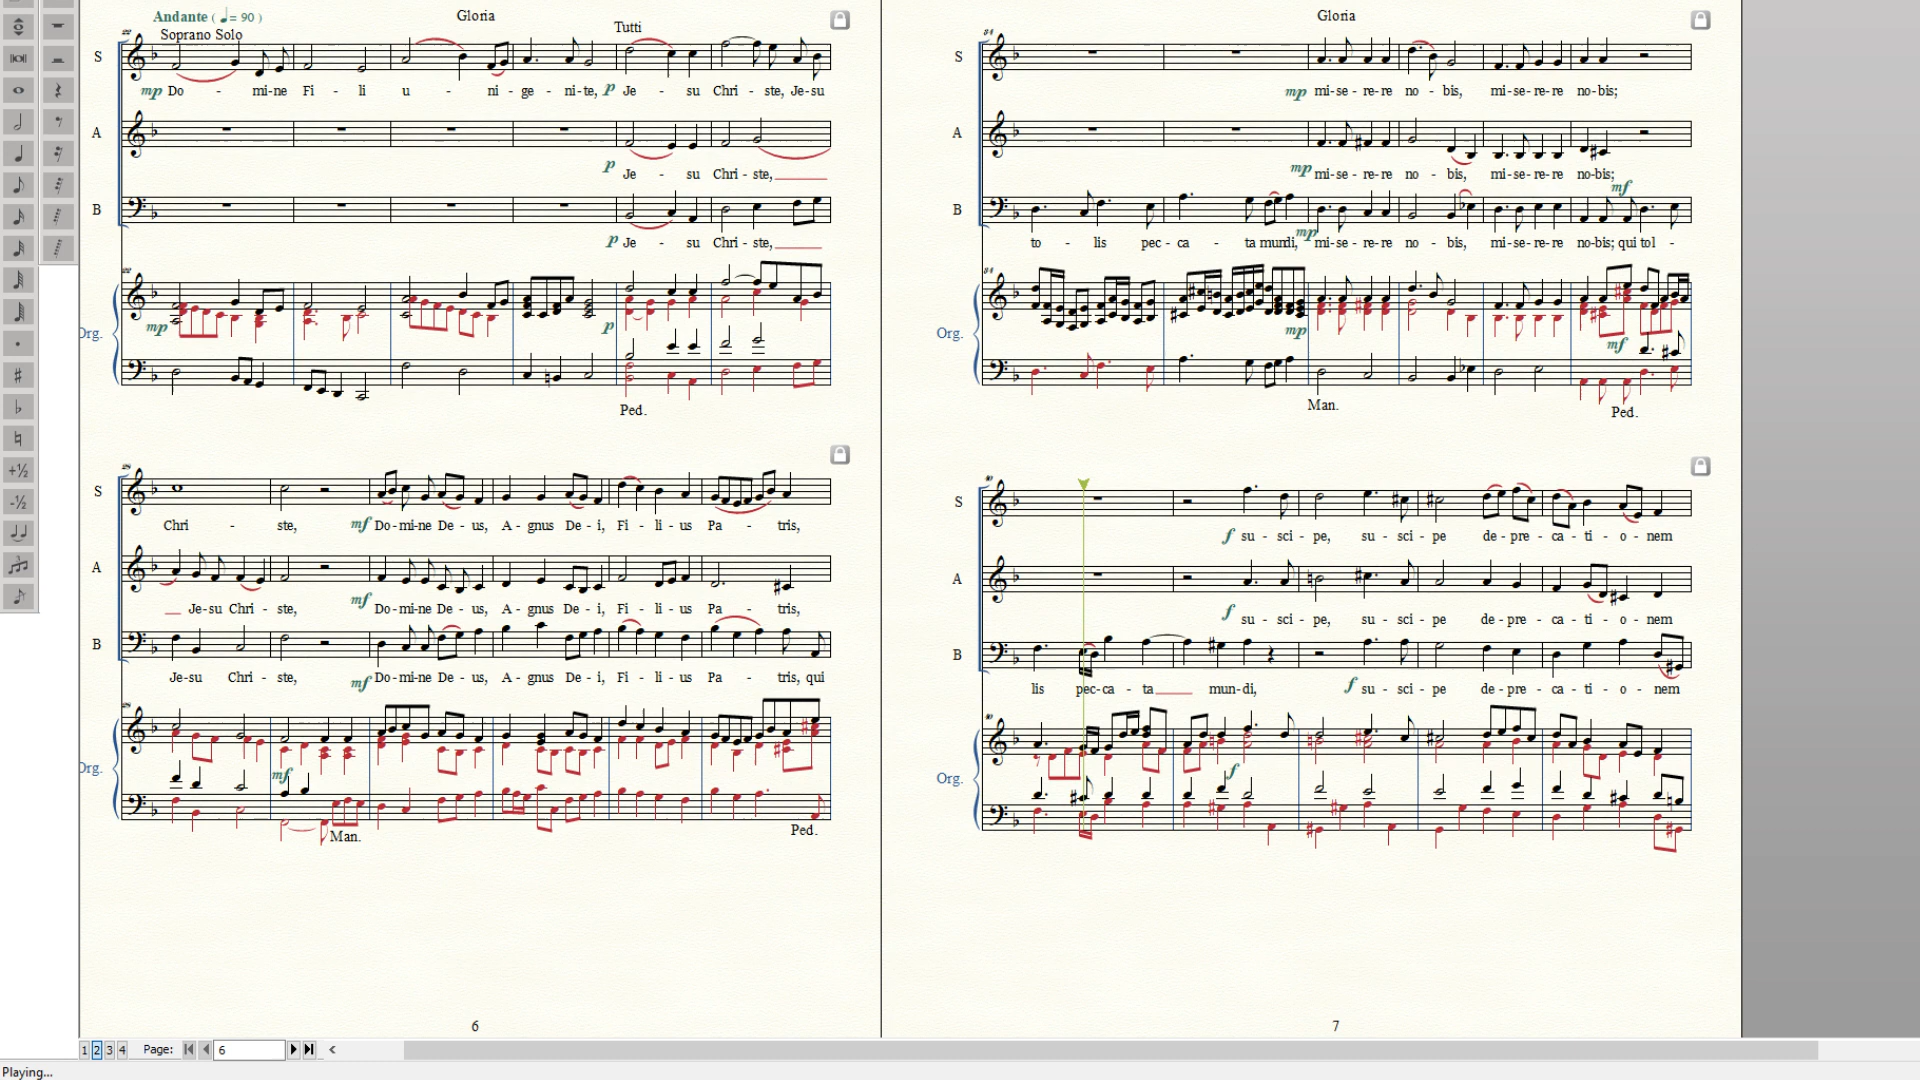 Gloria
Andante ( ♩= 90 )
Soprano Solo
Tutti
S
mp Do - mi-ne Fi - li u - ni - ge - ni-te, p Je - su Chri - ste, Je-su
A
p Je - su Chri - ste,____
B
p Je - su Chri - ste,____
Org.
mp p
Ped.
S
Chri - ste, mf Do-mi-ne De-us, A - gnus De - i, Fi - li - us Pa - tris,
A
__ Je-su Chri - ste, mf Do-mi-ne De-us, A - gnus De - i, Fi - li - us Pa - tris,
B
Je-su Chri - ste, mf Do-mi-ne De-us, A - gnus De - i, Fi - li - us Pa - tris, qui
Org.
mf
Man.
Ped.
6
Gloria
S
mp mi-se-re-re no - bis, mi-se-re-re no-bis;
A
mp mi-se-re-re no - bis, mi-se-re-re no-bis;
mf
B
to - lis pec - ca - ta mundi, mp mi-se-re-re no - bis, mi-se-re-re no-bis; qui tol -
Org.
mp mf
Man.
Ped.
S
f su - sci - pe, su - sci - pe de-pre-ca - ti - o - nem
A
f su - sci - pe, su - sci - pe de-pre-ca - ti - o - nem
B
lis pec-ca - ta____ mun-di, f su - sci - pe de-pre-ca - ti - o - nem
Org.
f
7
1 2 3 4 Page: 6
Playing...